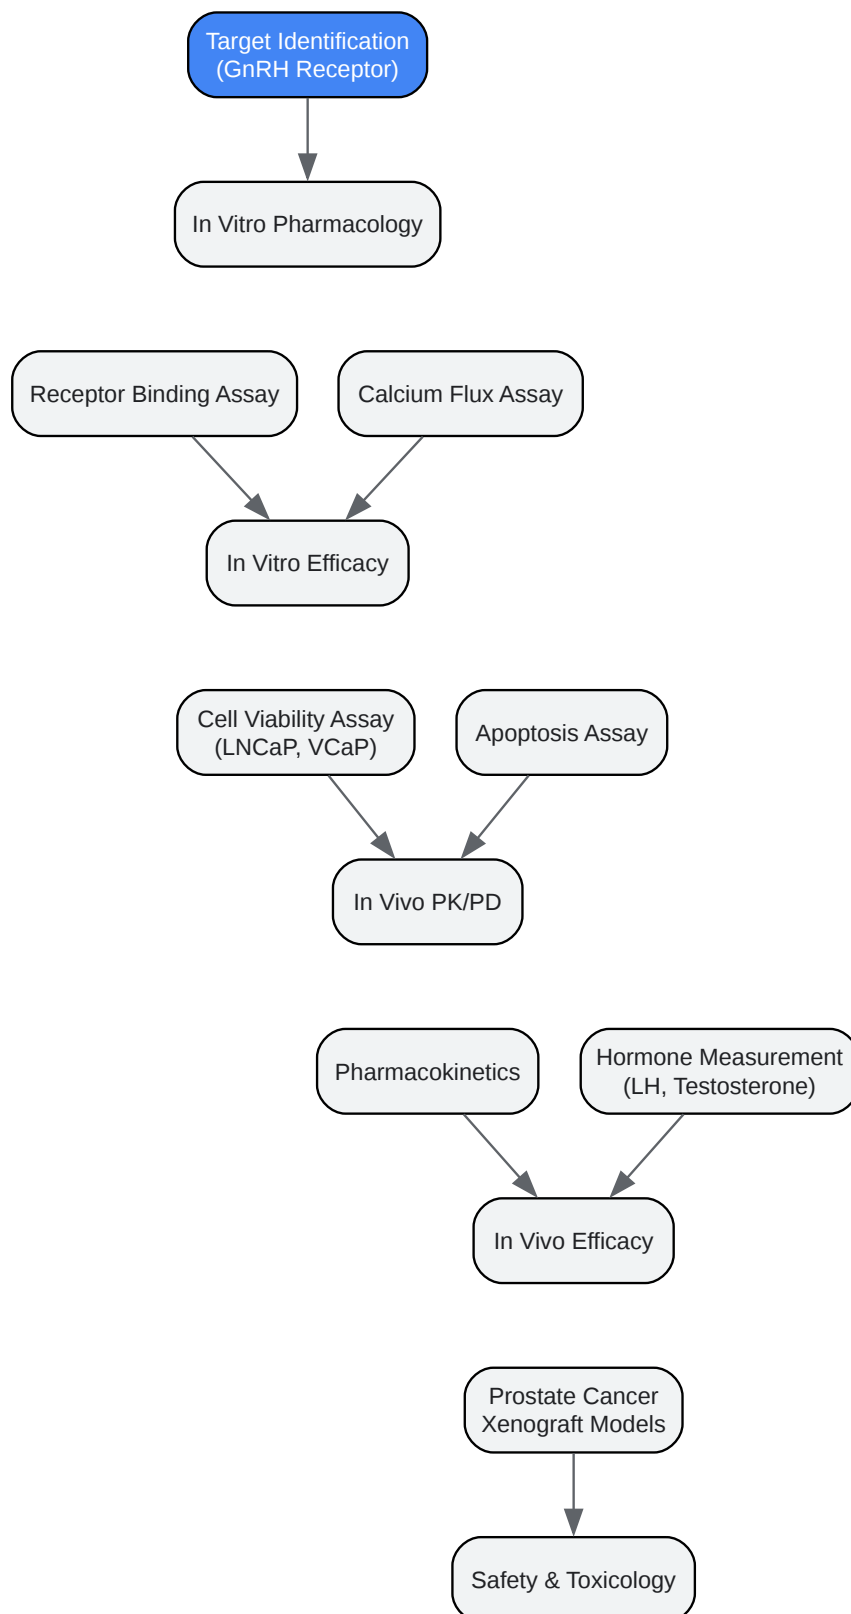 Target Identification
(GnRH Receptor)
In Vitro Pharmacology
Receptor Binding Assay
Calcium Flux Assay
In Vitro Efficacy
Cell Viability Assay
(LNCaP, VCaP)
Apoptosis Assay
In Vivo PK/PD
Pharmacokinetics
Hormone Measurement
(LH, Testosterone)
In Vivo Efficacy
Prostate Cancer
Xenograft Models
Safety & Toxicology